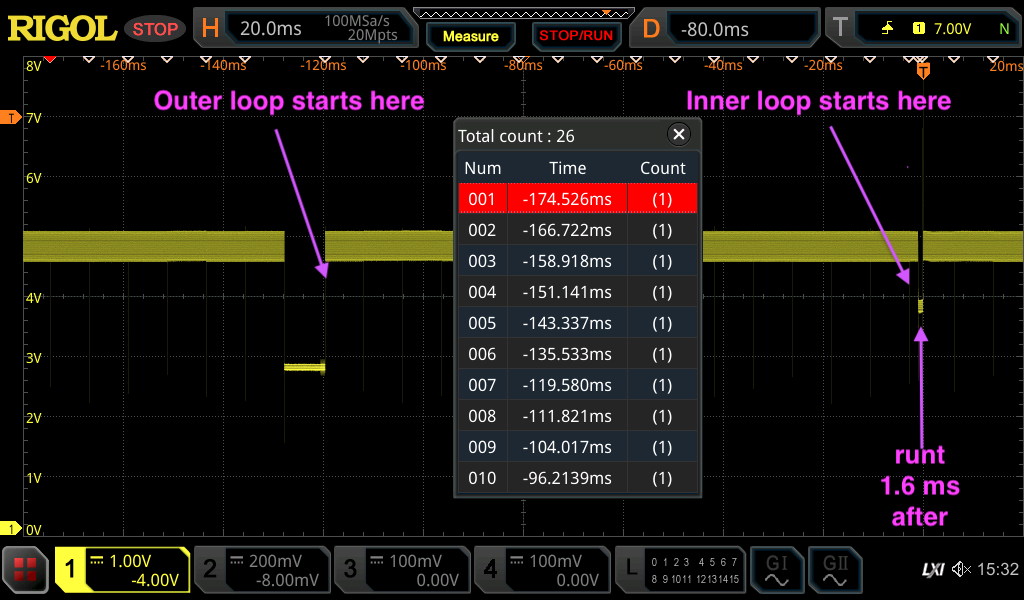 RIGOL STOP H 20.0ms 100MSa/s 20Mpts Measure STOP/RUN D -80.0ms T 1 7.00V N
8V -160ms -140ms -120ms -100ms -80ms -60ms -40ms -20ms T 20ms
Outer loop starts here
Inner loop starts here
T 7V
Total count : 26
Num Time Count
001 -174.526ms (1)
002 -166.722ms (1)
003 -158.918ms (1)
004 -151.141ms (1)
005 -143.337ms (1)
006 -135.533ms (1)
007 -119.580ms (1)
008 -111.821ms (1)
009 -104.017ms (1)
010 -96.2139ms (1)
6V
4V
3V
2V
1V
1 0V
runt
1.6 ms
after
1 1.00V -4.00V
2 200mV -8.00mV
3 100mV 0.00V
4 100mV 0.00V
L 0 1 2 3 4 5 6 7
8 9 10 11 12 13 14 15
GI GII
LXI 15:32